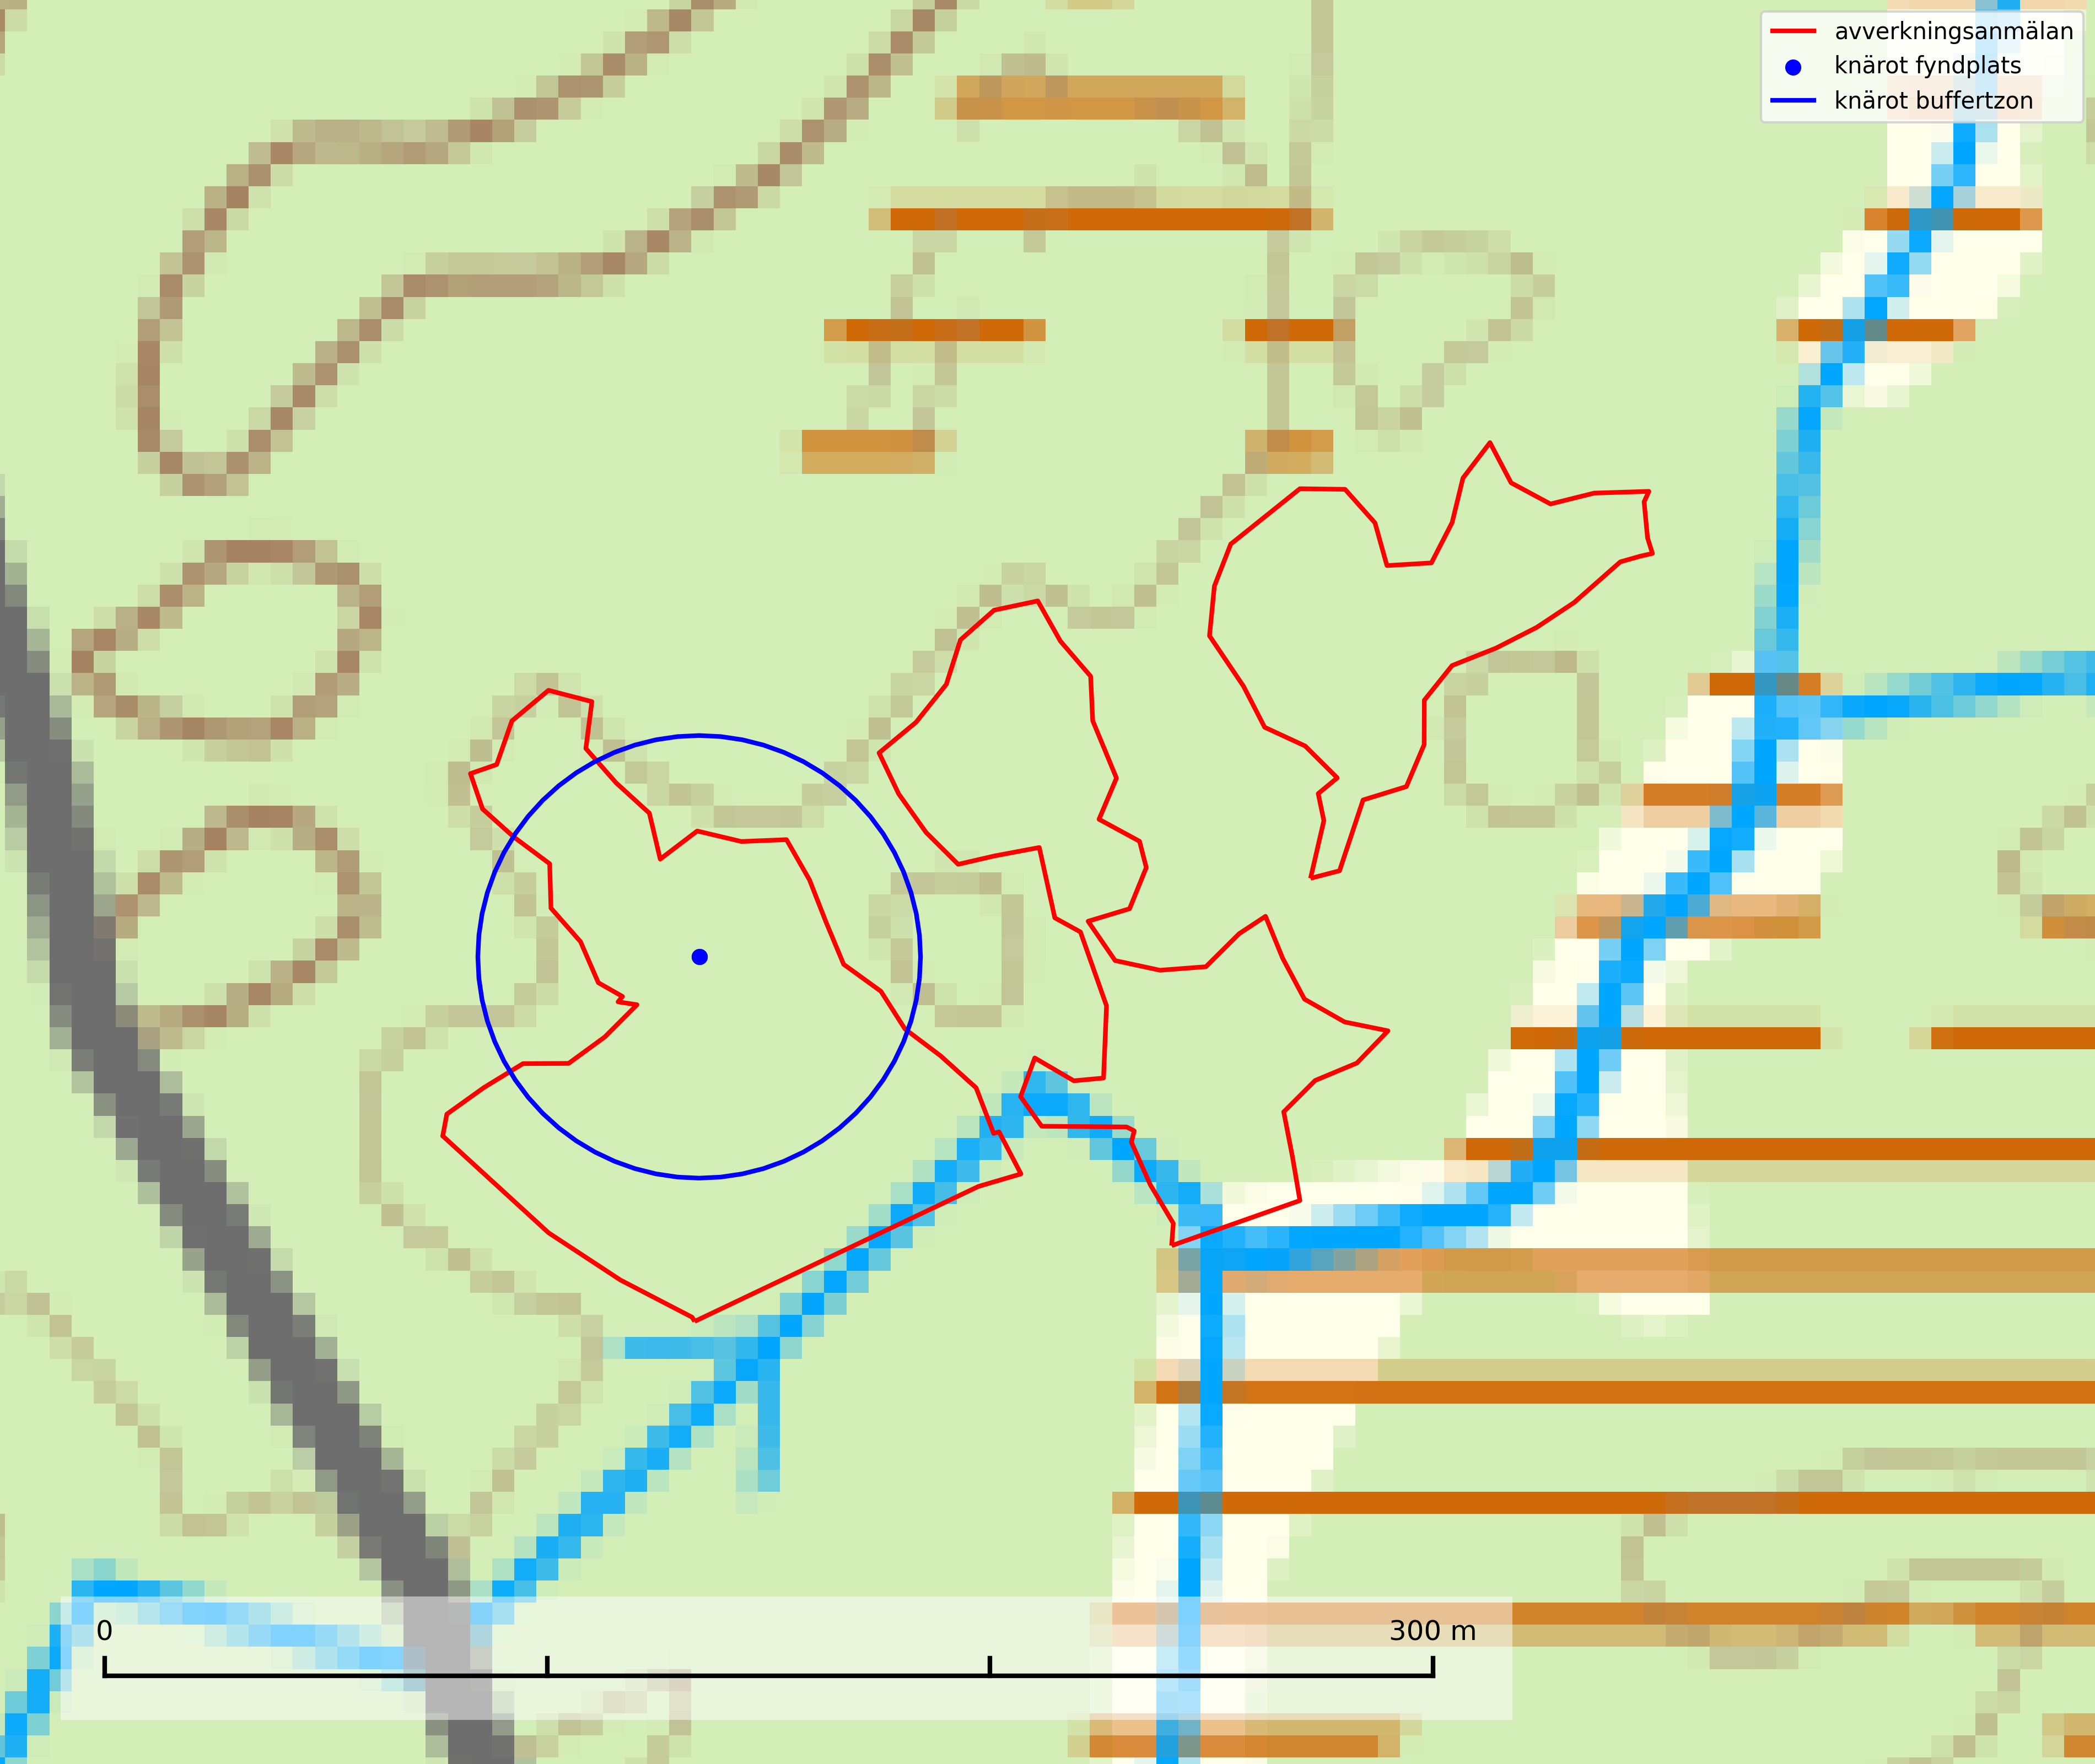 avverkningsanmälan
knärot fyndplats
knärot buffertzon
0 300 m